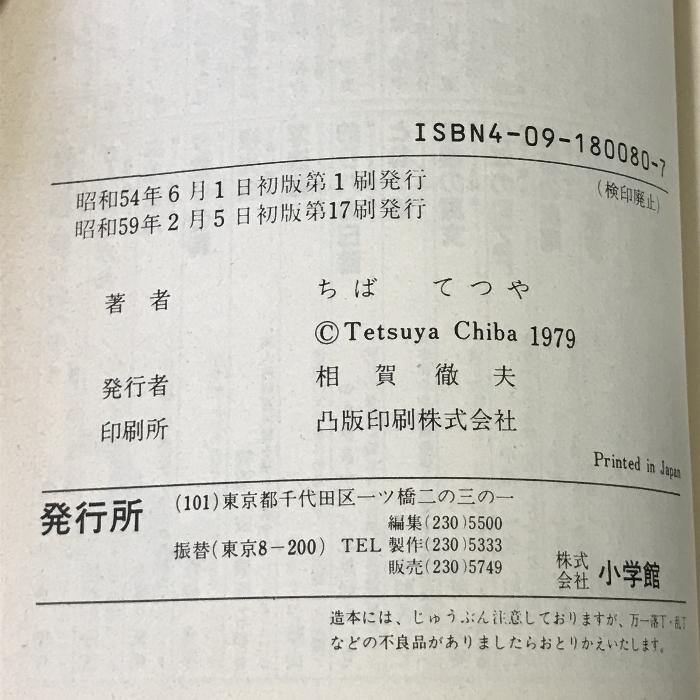 ISBN4-09-180080-7
昭和54年6月1日初版第1刷発行
(検印廃止)
昭和59年2月5日初版第17刷発行
著者 ちば てつや
©Tetsuya Chiba 1979
発行者 相賀徹夫
印刷所 凸版印刷株式会社
Printed in Japan
発行所 (101)東京都千代田区一ツ橋二の三の一
編集(230)5500
振替(東京8-200) TEL 製作(230)5333
販売(230)5749
株式会社 小学館
造本には、じゅうぶん注意しておりますが、万一落丁・乱丁
などの不良品がありましたらおとりかえいたします。